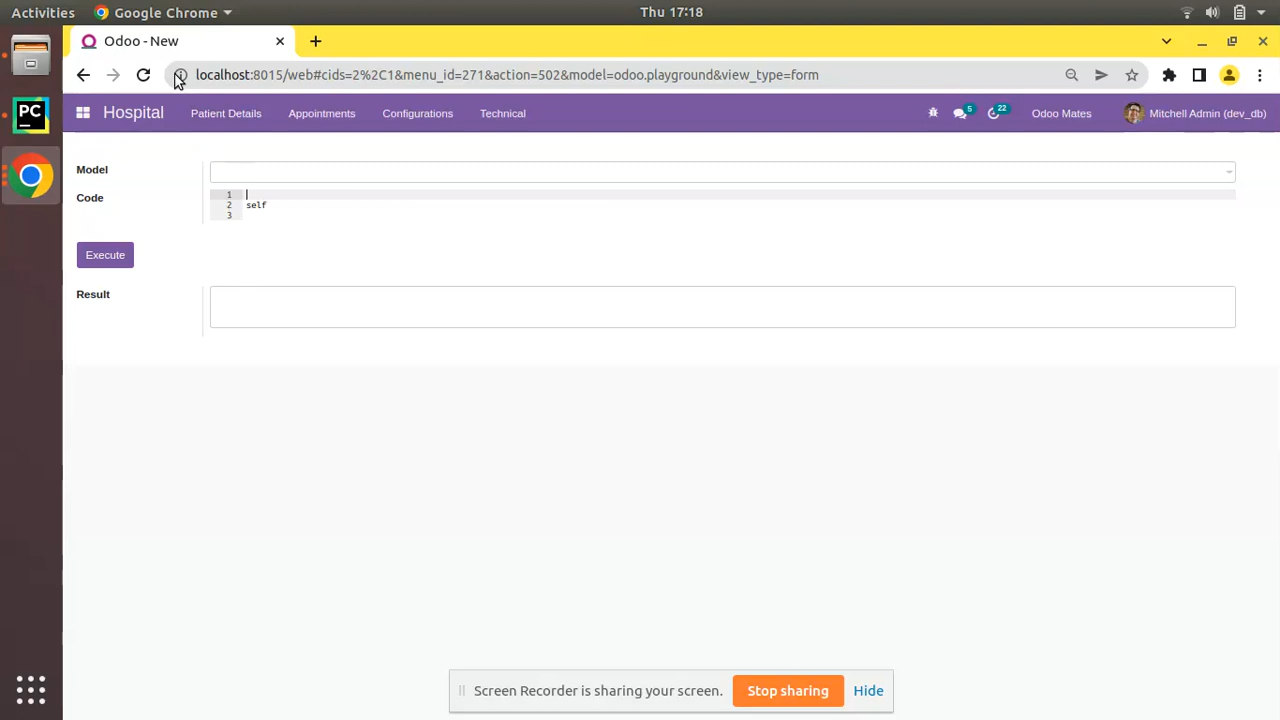 Activities Google Chrome Thu 17:18
Odoo - New
localhost:8015/web#cids=2%2C1&menu_id=271&action=502&model=odoo.playground&view_type=form
Hospital Patient Details Appointments Configurations Technical 5 22 Odoo Mates Mitchell Admin (dev_db)
Model
Code
1
2 self
3
Execute
Result
PC
Screen Recorder is sharing your screen. Stop sharing Hide